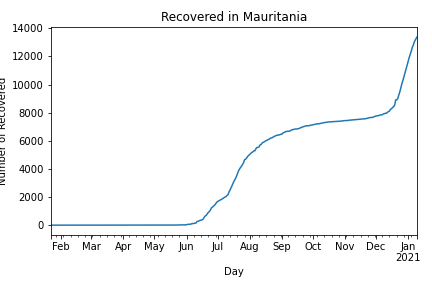 Recovered in Mauritania
14000
12000
10000
8000
6000
4000
2000
0
Number of Recovered
Feb Mar Apr May Jun Jul Aug Sep Oct Nov Dec Jan
2021
Day